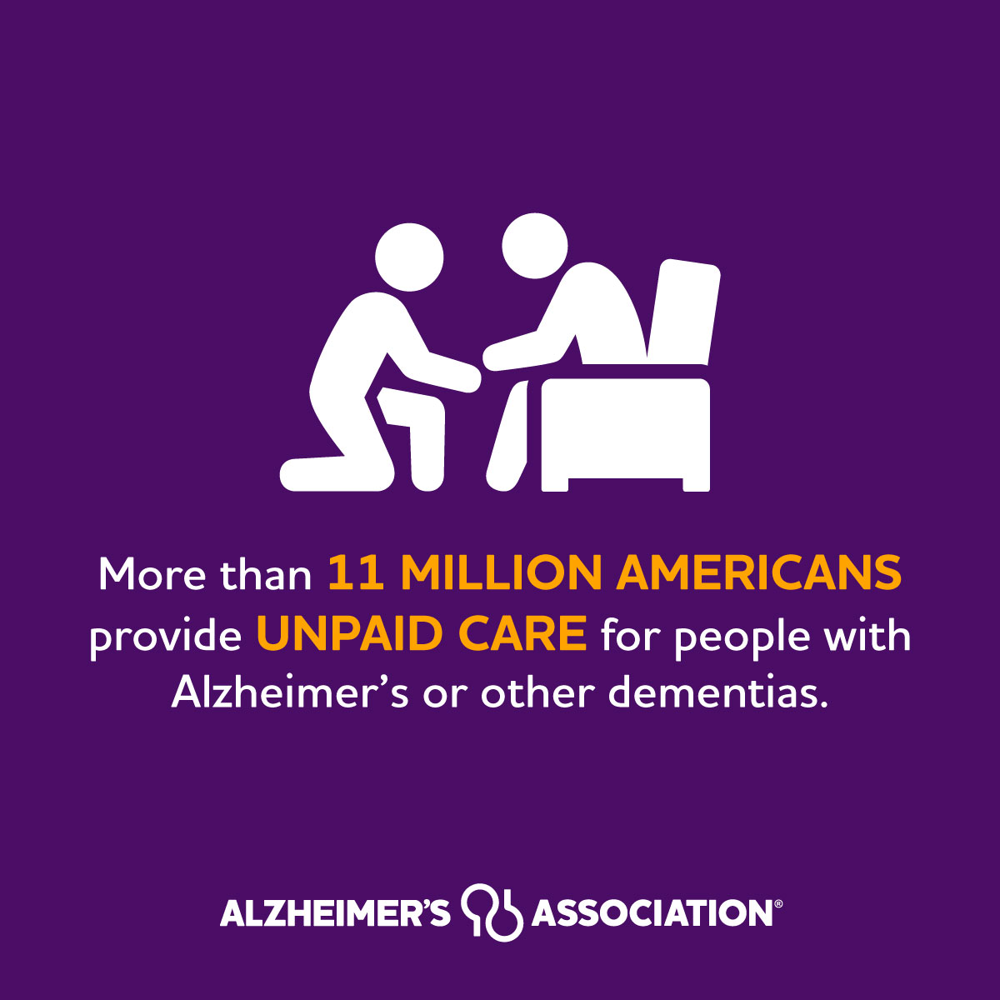 More than 11 MILLION AMERICANS
provide UNPAID CARE for people with
Alzheimer’s or other dementias.
ALZHEIMER’S ASSOCIATION®